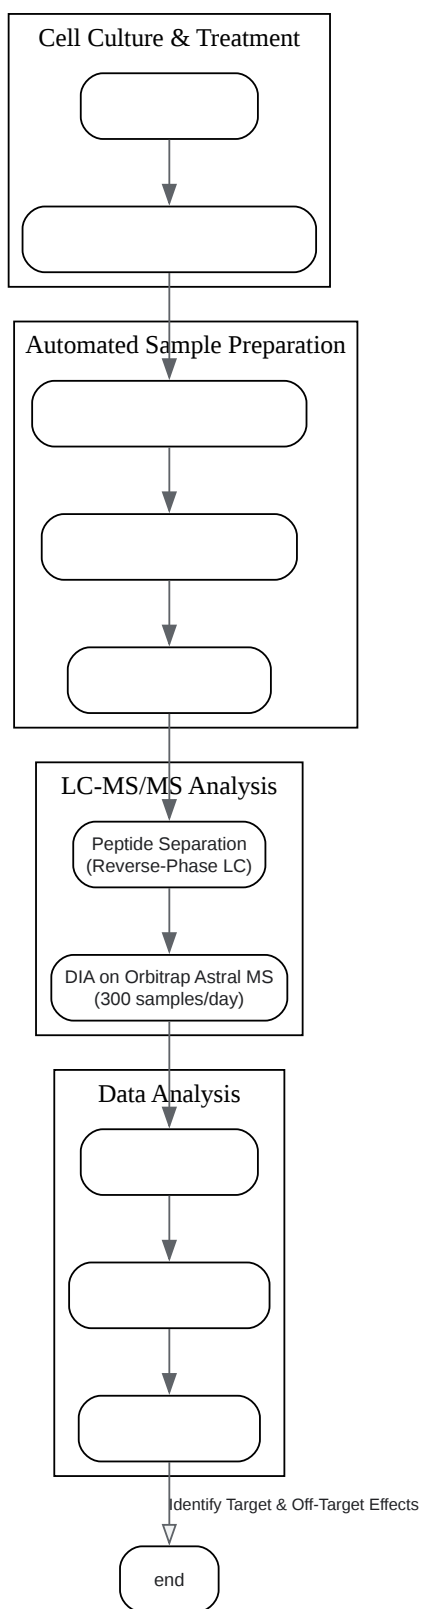 Cell Culture & Treatment
Automated Sample Preparation
LC-MS/MS Analysis
Peptide Separation
(Reverse-Phase LC)
DIA on Orbitrap Astral MS
(300 samples/day)
Data Analysis
Identify Target & Off-Target Effects
end